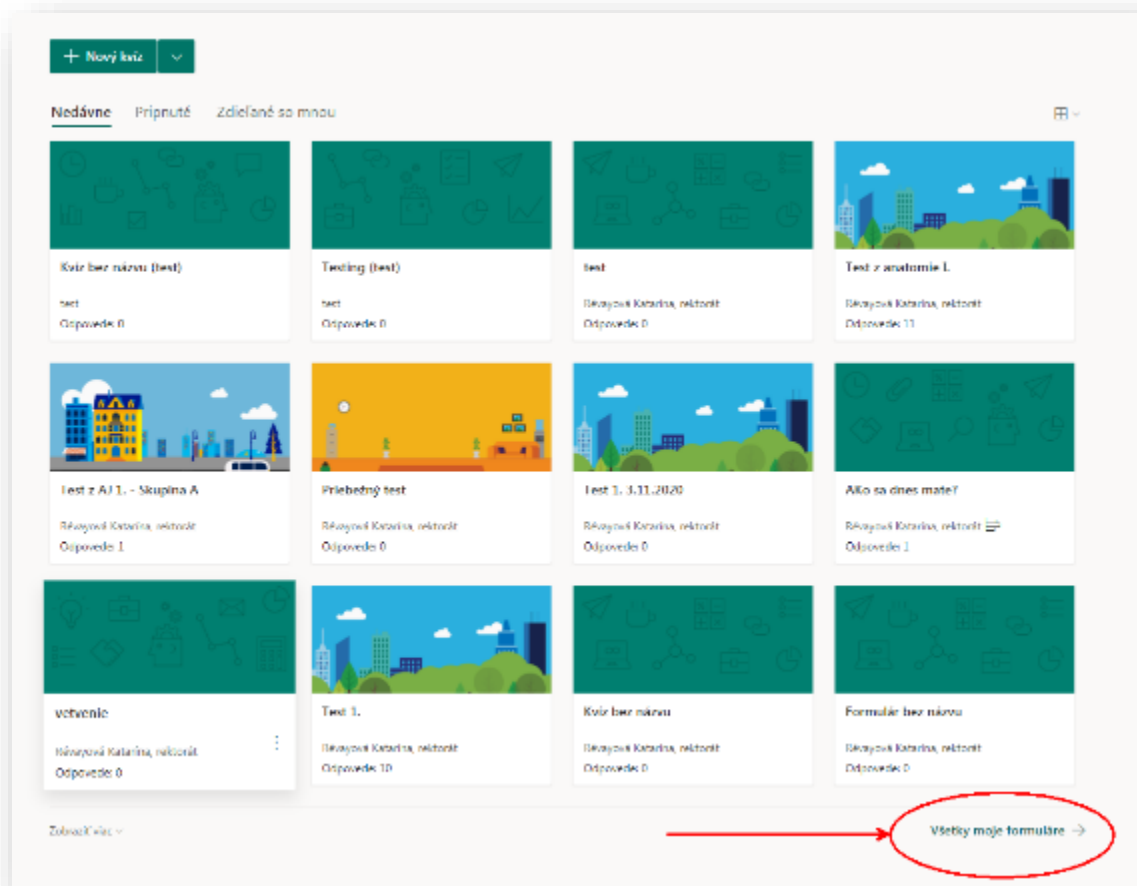 + Nový kvíz
Nedávne Pripnuté Zdieľané so mnou
Kvíz bez názvu (test)
test
Odpovede: 0
Testing (test)
test
Odpovede: 0
test
Révayová Katarína, rektorát
Odpovede: 0
Test z anatomie I.
Révayová Katarína, rektorát
Odpovede: 11
Test z AJ 1. - Skupina A
Révayová Katarína, rektorát
Odpovede: 1
Priebežný test
Révayová Katarína, rektorát
Odpovede: 0
Test 1. 3.11.2020
Révayová Katarína, rektorát
Odpovede: 0
AKo sa dnes mate?
Révayová Katarína, rektorát
Odpovede: 1
vetvenie
Révayová Katarína, rektorát
Odpovede: 0
Test 1.
Révayová Katarína, rektorát
Odpovede: 10
Kvíz bez názvu
Révayová Katarína, rektorát
Odpovede: 0
Formulár bez názvu
Révayová Katarína, rektorát
Odpovede: 0
Zobraziť viac
Všetky moje formuláre →